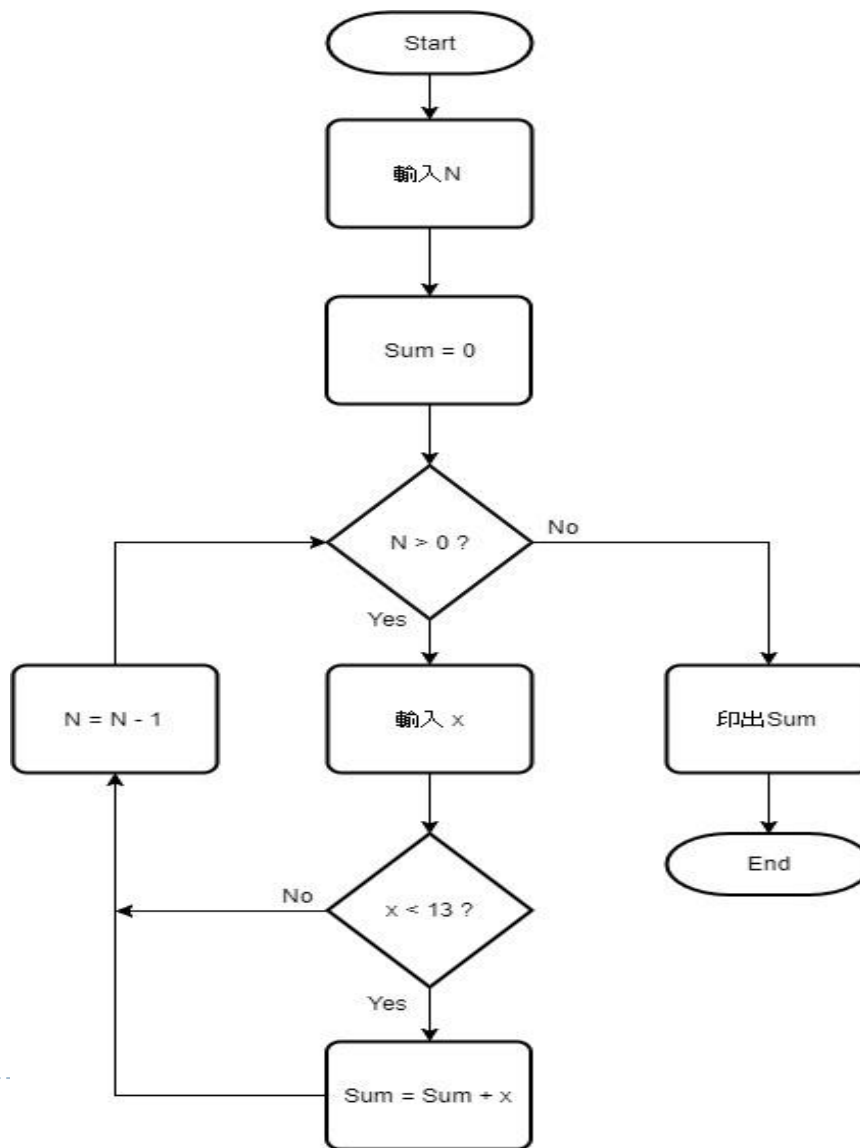 Start
輸入N
Sum = 0
N > 0 ?
No
Yes
N = N - 1
輸入 x
印出Sum
End
x < 13 ?
No
Yes
Sum = Sum + x